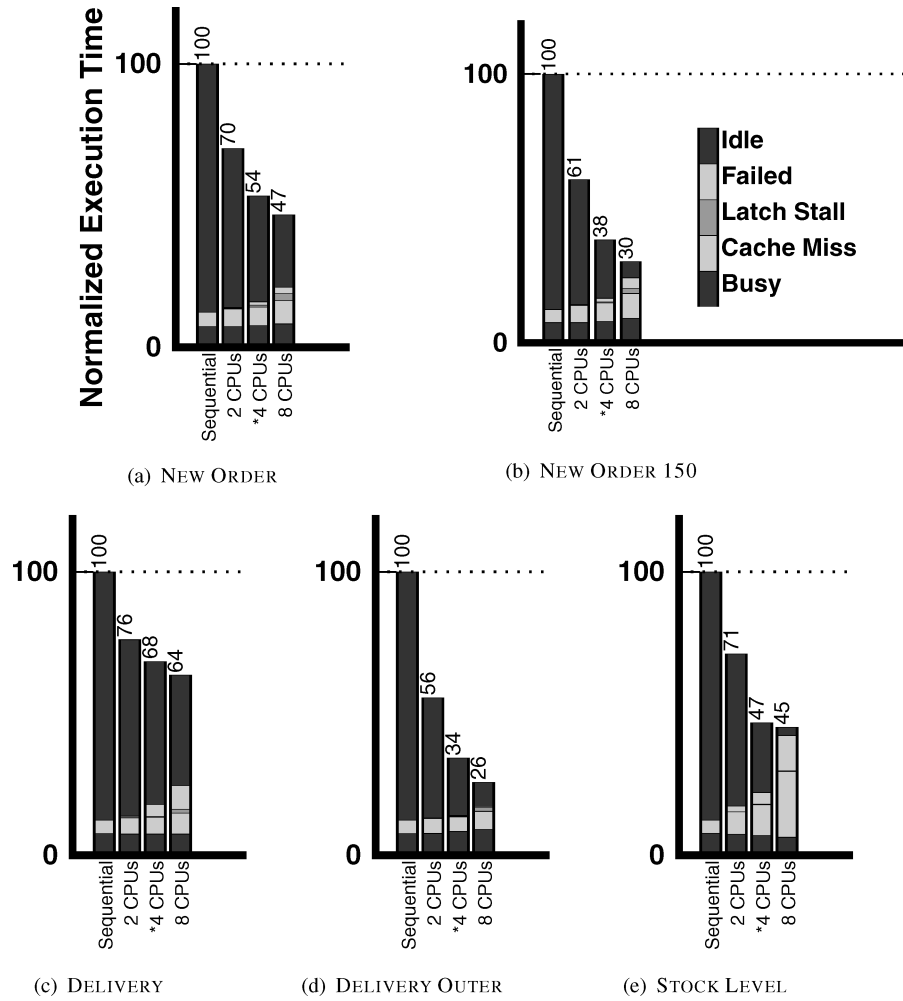 Normalized Execution Time
100
0
100
70
54
47
Sequential
2 CPUs
*4 CPUs
8 CPUs
(a) NEW ORDER
100
0
100
61
38
30
Idle
Failed
Latch Stall
Cache Miss
Busy
Sequential
2 CPUs
*4 CPUs
8 CPUs
(b) NEW ORDER 150
100
0
100
76
68
64
Sequential
2 CPUs
*4 CPUs
8 CPUs
(c) DELIVERY
100
0
100
56
34
26
Sequential
2 CPUs
*4 CPUs
8 CPUs
(d) DELIVERY OUTER
100
0
100
71
47
45
Sequential
2 CPUs
*4 CPUs
8 CPUs
(e) STOCK LEVEL